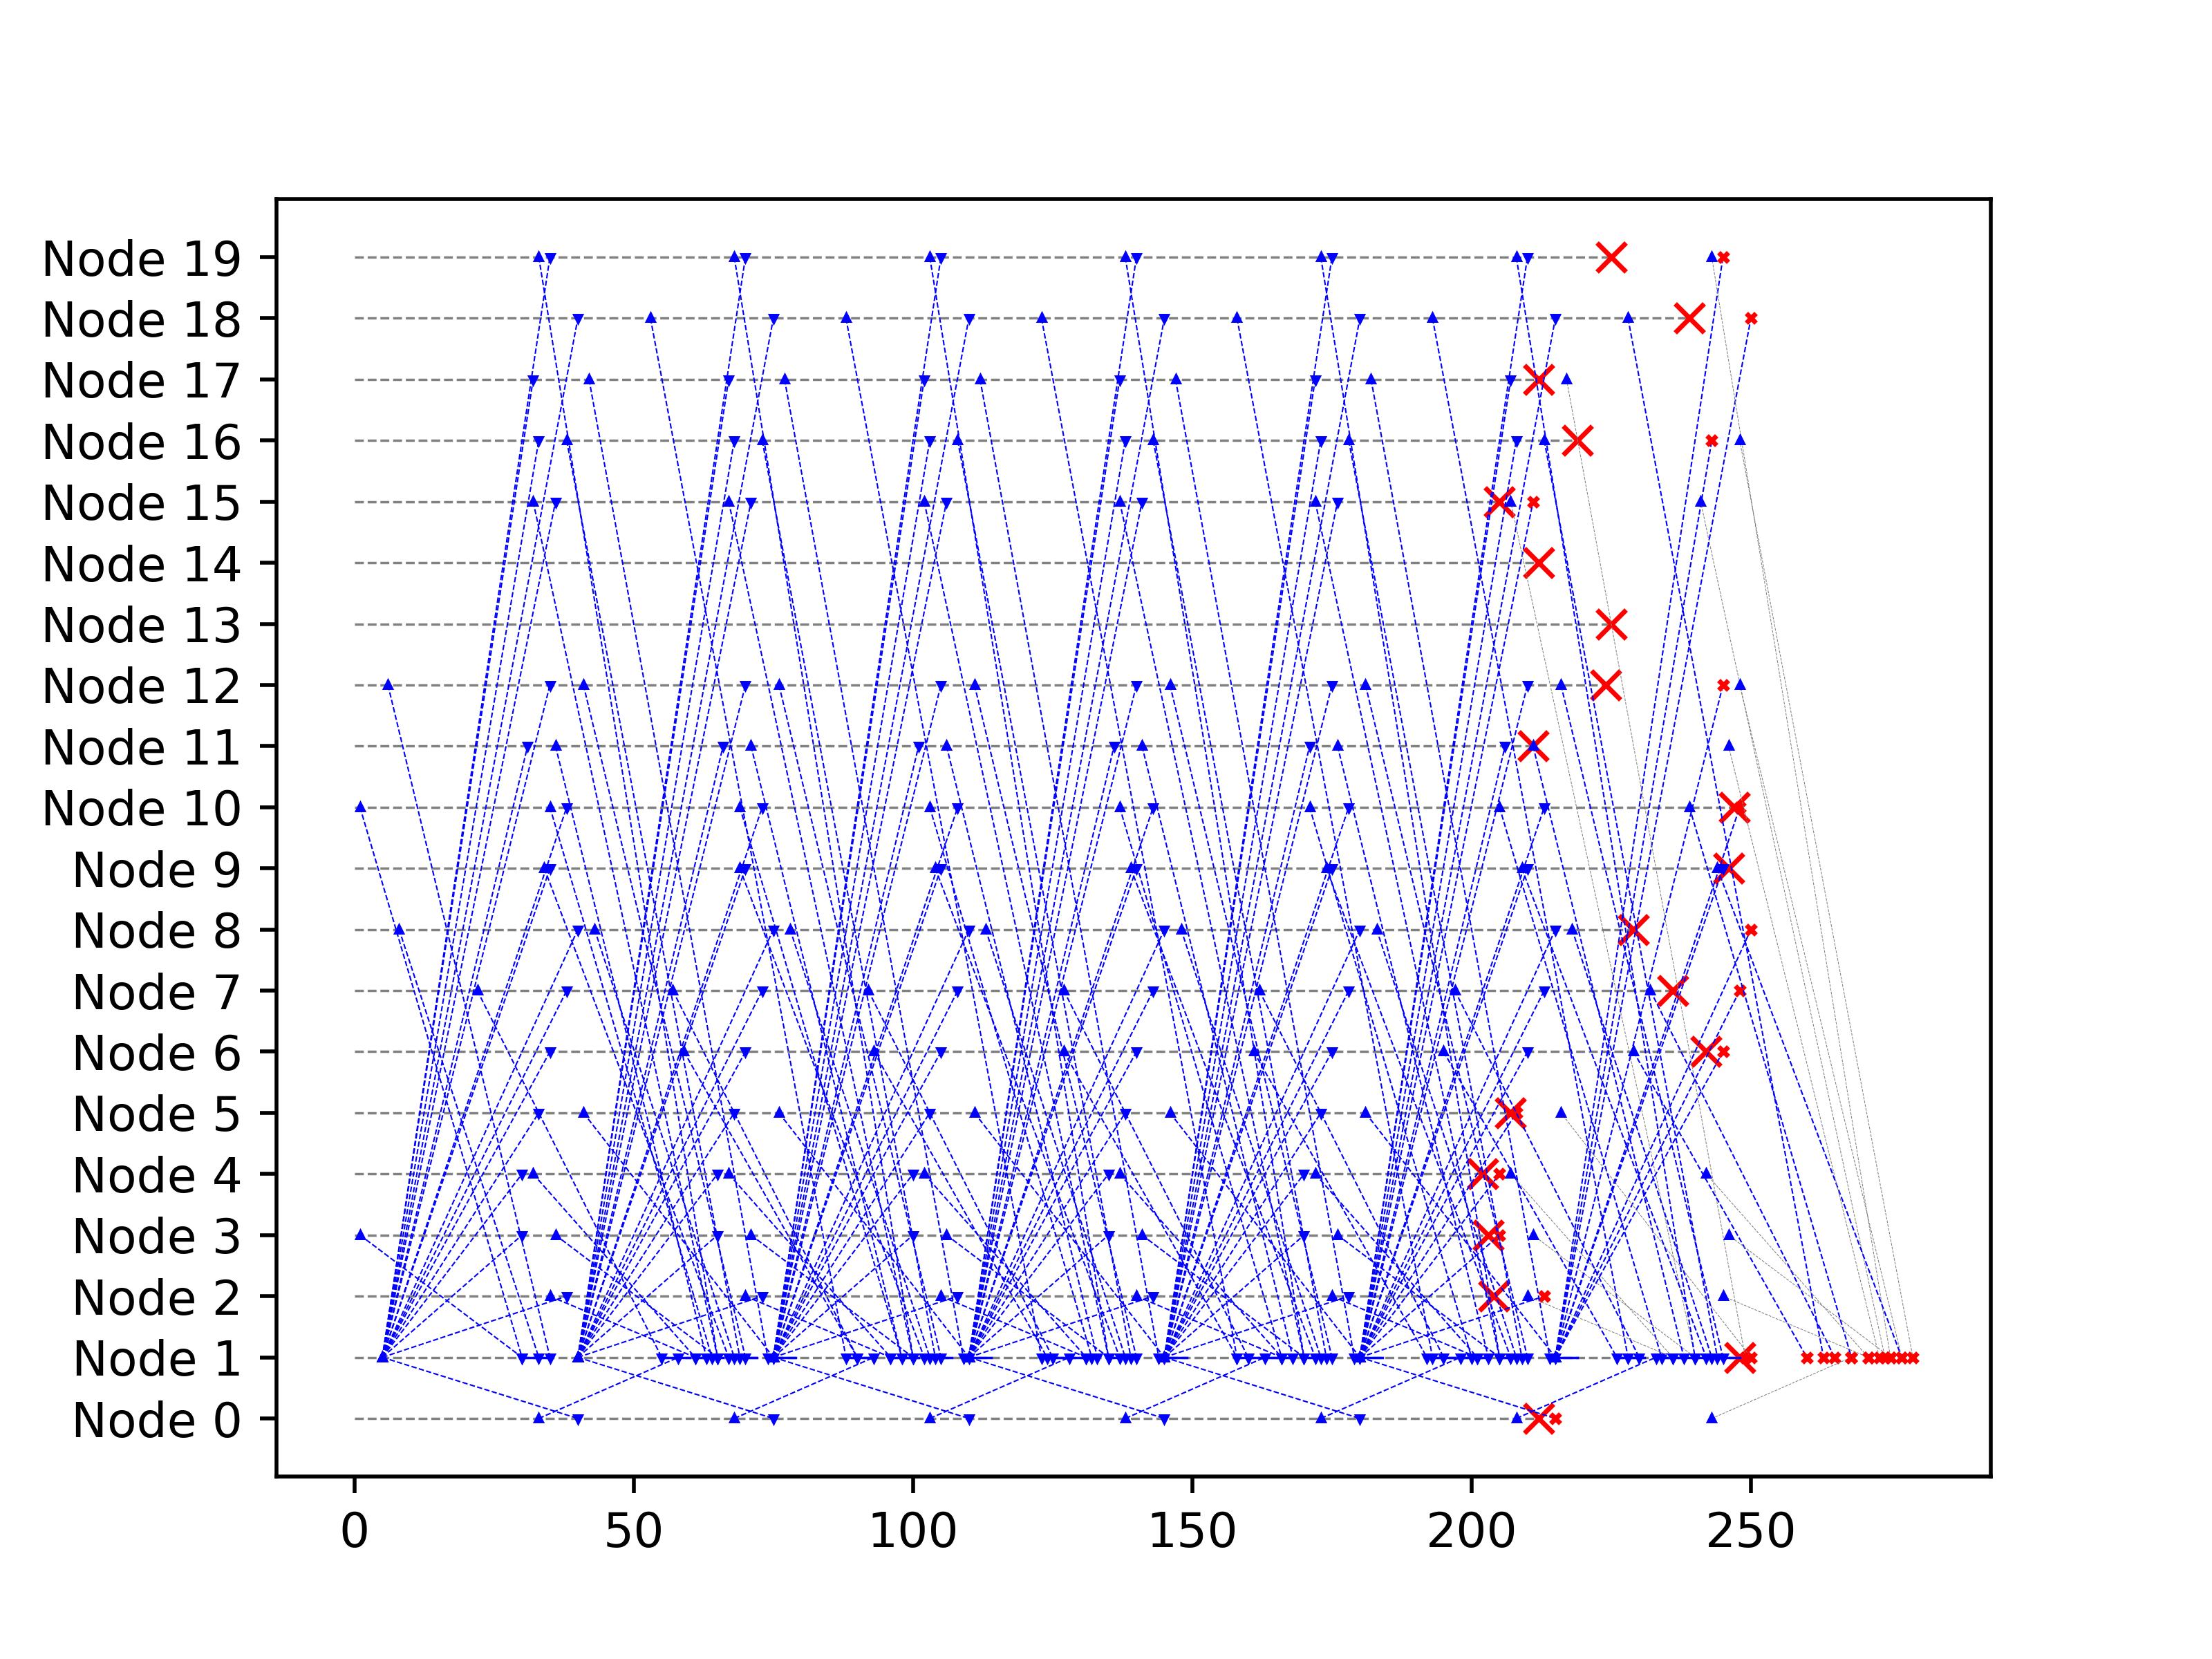 Node 19
Node 18
Node 17
Node 16
Node 15
Node 14
Node 13
Node 12
Node 11
Node 10
Node 9
Node 8
Node 7
Node 6
Node 5
Node 4
Node 3
Node 2
Node 1
Node 0
0 50 100 150 200 250